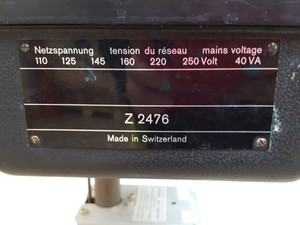 Netzspannung tension du réseau mains voltage
110 125 145 160 220 250 Volt 40 VA
Z 2476
Made in Switzerland